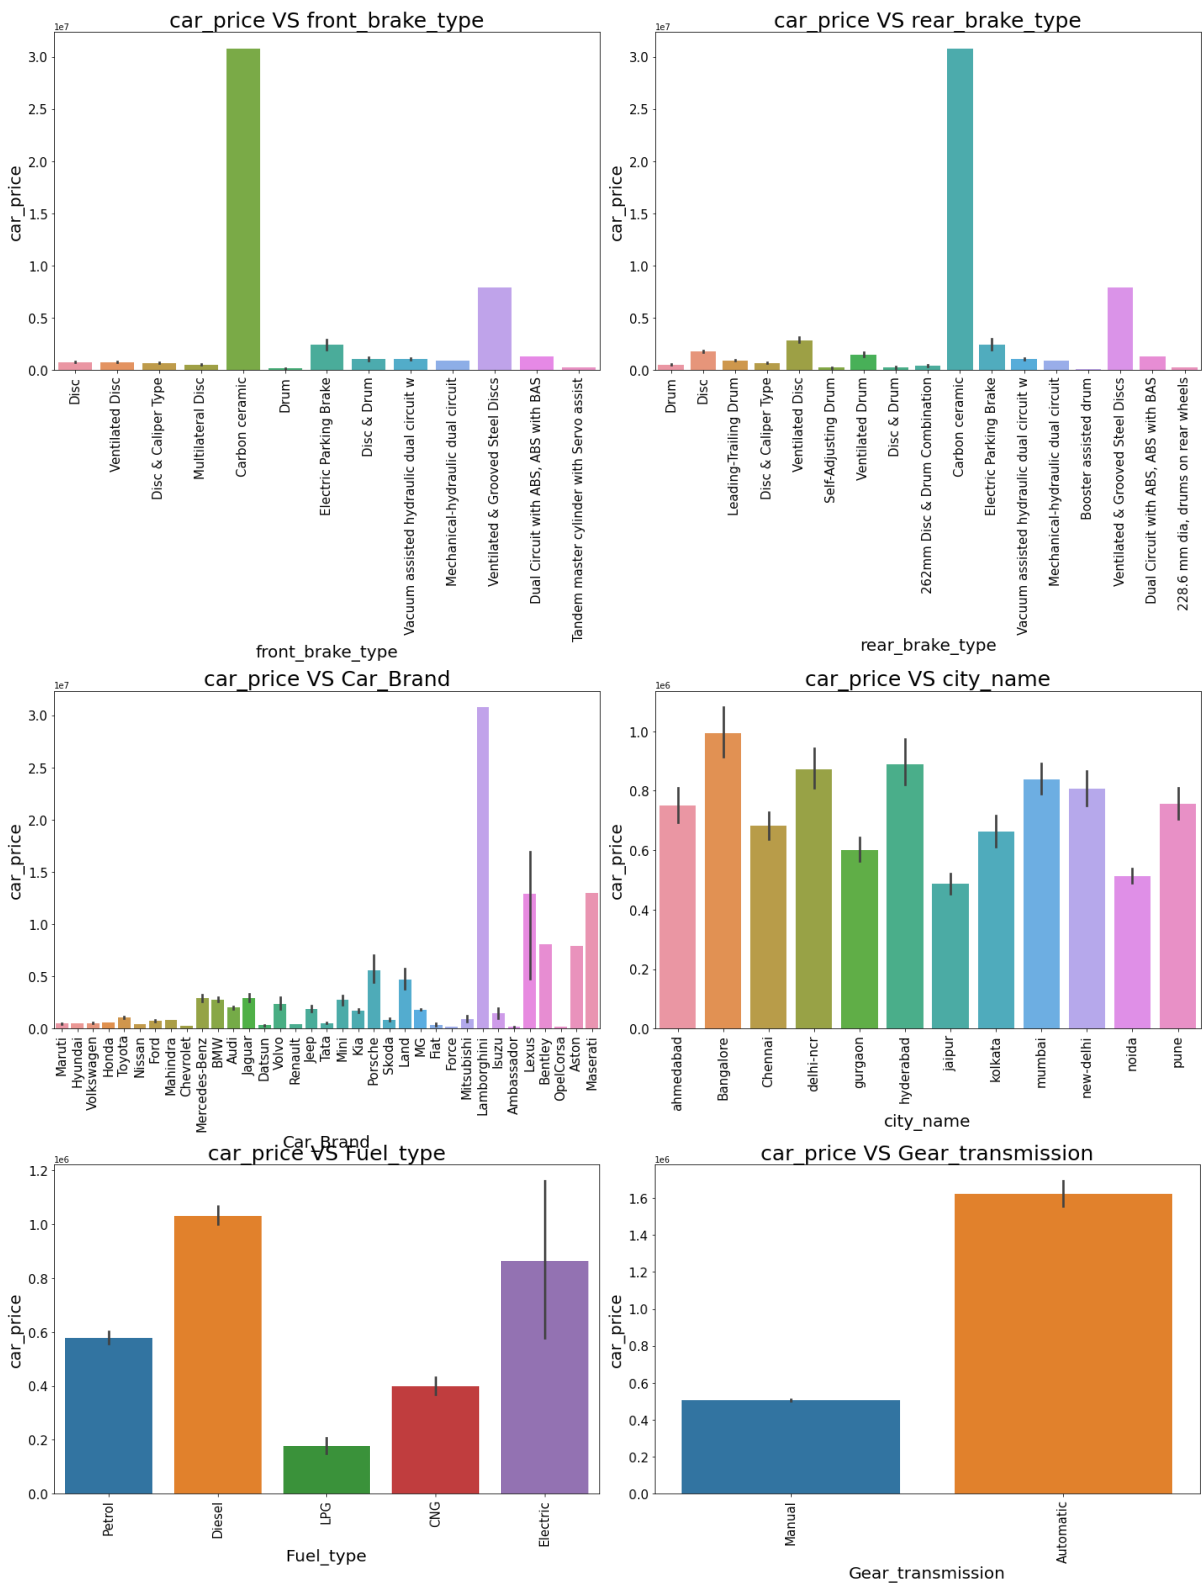 car_price VS front_brake_type
1e7
3.0
2.5
2.0
1.5
1.0
0.5
0.0
car_price
Disc
Ventilated Disc
Disc & Caliper Type
Multilateral Disc
Carbon ceramic
Drum
Electric Parking Brake
Disc & Drum
Vacuum assisted hydraulic dual circuit w
Mechanical-hydraulic dual circuit
Ventilated & Grooved Steel Discs
Dual Circuit with ABS, ABS with BAS
Tandem master cylinder with Servo assist
front_brake_type
car_price VS rear_brake_type
1e7
3.0
2.5
2.0
1.5
1.0
0.5
0.0
car_price
Drum
Disc
Leading-Trailing Drum
Disc & Caliper Type
Ventilated Disc
Self-Adjusting Drum
Ventilated Drum
Disc & Drum
262mm Disc & Drum Combination
Carbon ceramic
Electric Parking Brake
Vacuum assisted hydraulic dual circuit w
Mechanical-hydraulic dual circuit
Booster assisted drum
Ventilated & Grooved Steel Discs
Dual Circuit with ABS, ABS with BAS
228.6 mm dia, drums on rear wheels
rear_brake_type
car_price VS Car_Brand
1e7
3.0
2.5
2.0
1.5
1.0
0.5
0.0
car_price
Maruti
Hyundai
Volkswagen
Honda
Toyota
Nissan
Ford
Mahindra
Chevrolet
Mercedes-Benz
BMW
Audi
Jaguar
Datsun
Volvo
Renault
Jeep
Tata
Mini
Kia
Porsche
Skoda
Land
MG
Fiat
Force
Mitsubishi
Lamborghini
Isuzu
Ambassador
Lexus
Bentley
OpelCorsa
Aston
Maserati
Car_Brand
car_price VS city_name
1e6
1.0
0.8
0.6
0.4
0.2
0.0
car_price
ahmedabad
Bangalore
Chennai
delhi-ncr
gurgaon
hyderabad
jaipur
kolkata
mumbai
new-delhi
noida
pune
city_name
car_price VS Fuel_type
1e6
1.2
1.0
0.8
0.6
0.4
0.2
0.0
car_price
Petrol
Diesel
LPG
CNG
Electric
Fuel_type
car_price VS Gear_transmission
1e6
1.6
1.4
1.2
1.0
0.8
0.6
0.4
0.2
0.0
car_price
Manual
Automatic
Gear_transmission